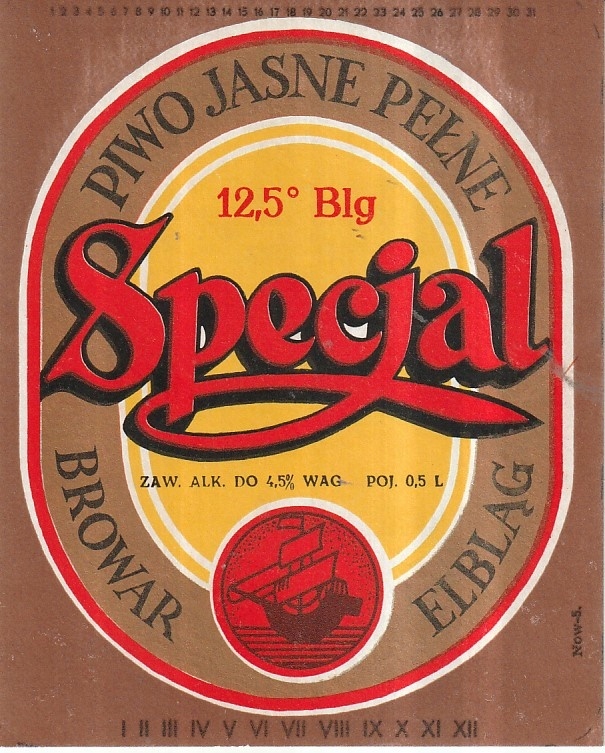 1 2 3 4 5 6 7 8 9 10 11 12 13 14 15 16 17 18 19 20 21 22 23 24 25 26 27 28 29 30 31
PIWO JASNE PEŁNE
12,5° Blg
Specjal
ZAW. ALK. DO 4,5% WAG POJ. 0,5 L
BROWAR
ELBLĄG
Now-5.
I II III IV V VI VII VIII IX X XI XII